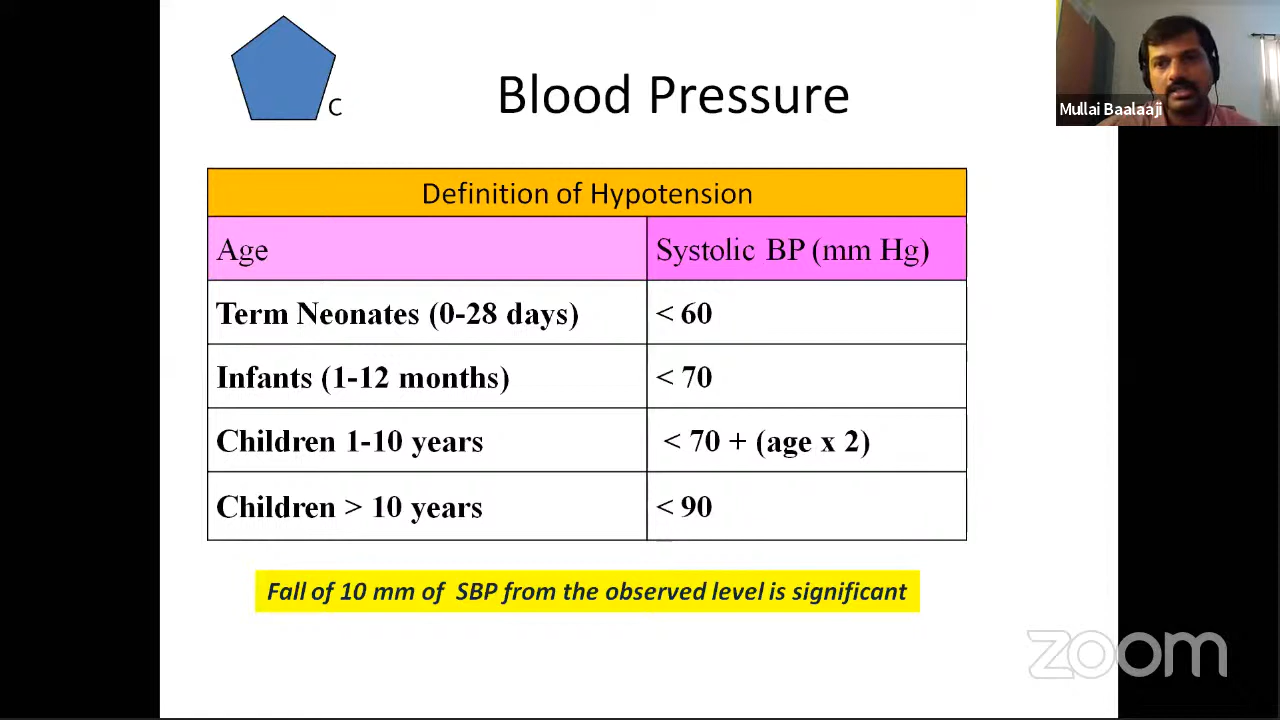 C
Blood Pressure
Mullai Baalaaji
Definition of Hypotension
Age Systolic BP (mm Hg)
Term Neonates (0-28 days) < 60
Infants (1-12 months) < 70
Children 1-10 years < 70 + (age x 2)
Children > 10 years < 90
Fall of 10 mm of SBP from the observed level is significant
zoom